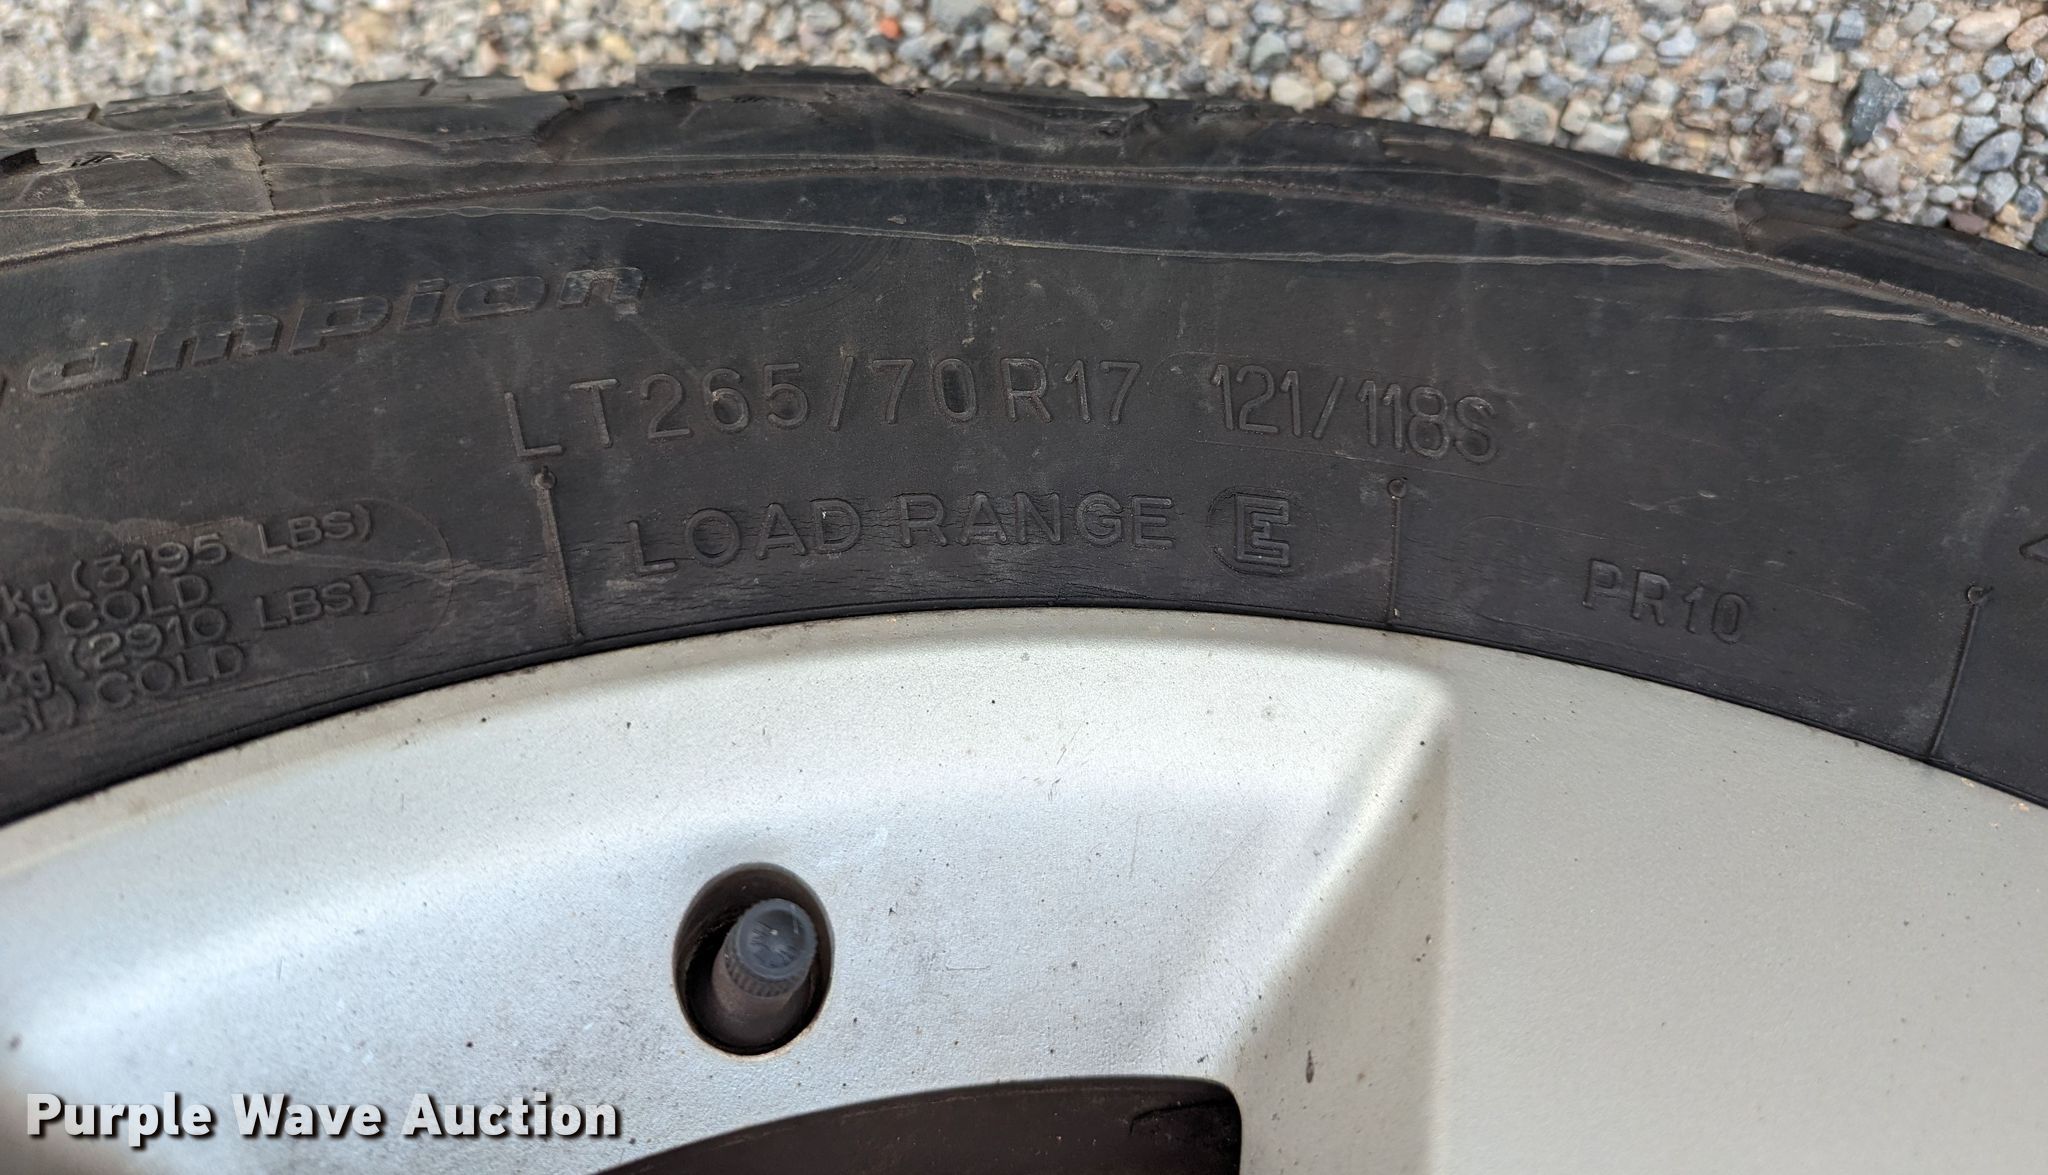 ampion
LT265/70R17 121/118S
LOAD RANGE E
PR10
kg (3195 LBS)
COLD
kg (2910 LBS)
COLD
Purple Wave Auction